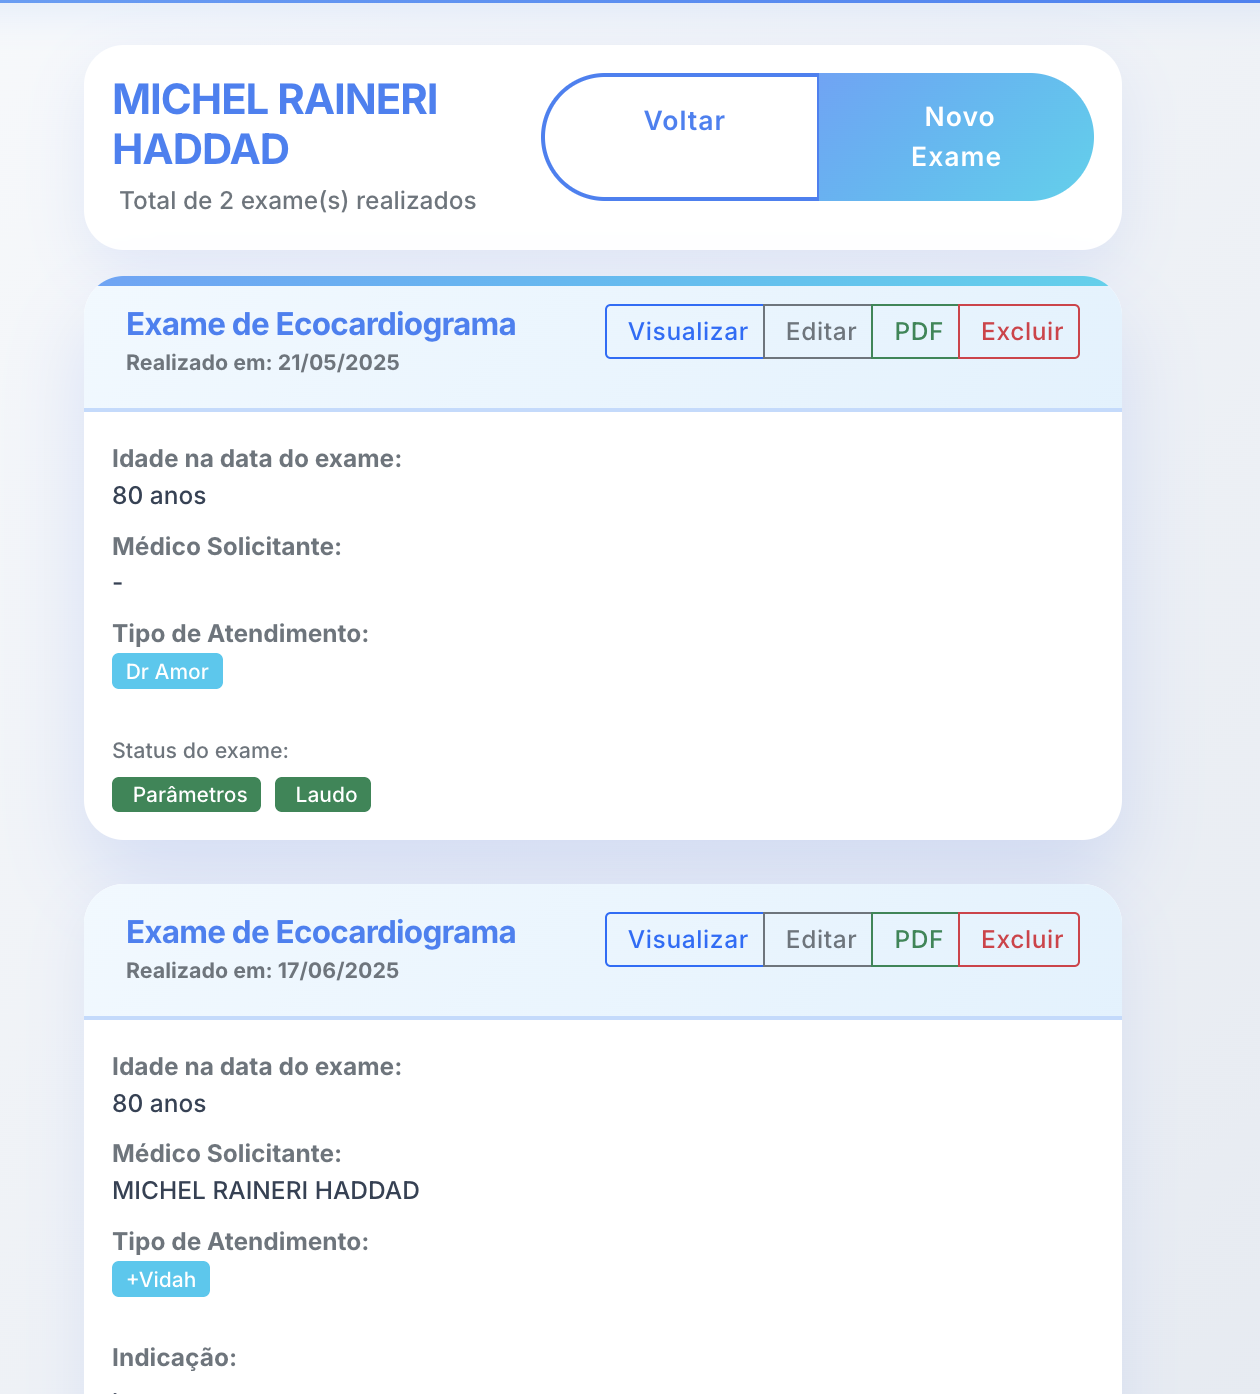 MICHEL RAINERI
HADDAD
Total de 2 exame(s) realizados
Voltar
Novo
Exame
Exame de Ecocardiograma
Realizado em: 21/05/2025
Visualizar Editar PDF Excluir
Idade na data do exame:
80 anos
Médico Solicitante:
-
Tipo de Atendimento:
Dr Amor
Status do exame:
Parâmetros Laudo
Exame de Ecocardiograma
Realizado em: 17/06/2025
Visualizar Editar PDF Excluir
Idade na data do exame:
80 anos
Médico Solicitante:
MICHEL RAINERI HADDAD
Tipo de Atendimento:
+Vidah
Indicação: